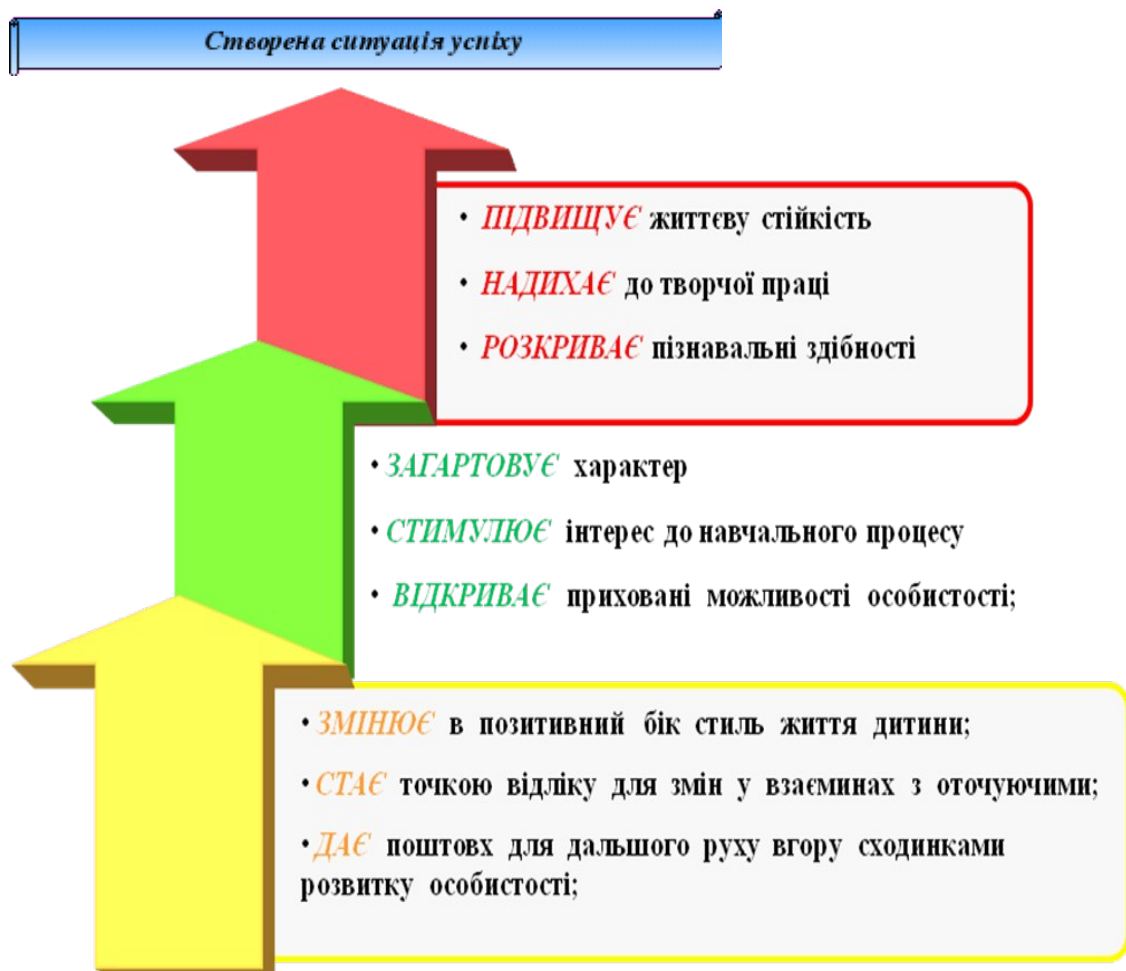 Створена ситуація успіху
• ПІДВИЩУЄ життєву стійкість
• НАДИХАЄ до творчої праці
• РОЗКРИВАЄ пізнавальні здібності
• ЗАГАРТОВУЄ характер
• СТИМУЛЮЄ інтерес до навчального процесу
• ВІДКРИВАЄ приховані можливості особистості;
• ЗМІНЮЄ в позитивний бік стиль життя дитини;
• СТАЄ точкою відліку для змін у взаєминах з оточуючими;
• ДАЄ поштовх для дальшого руху вгору сходинками
розвитку особистості;